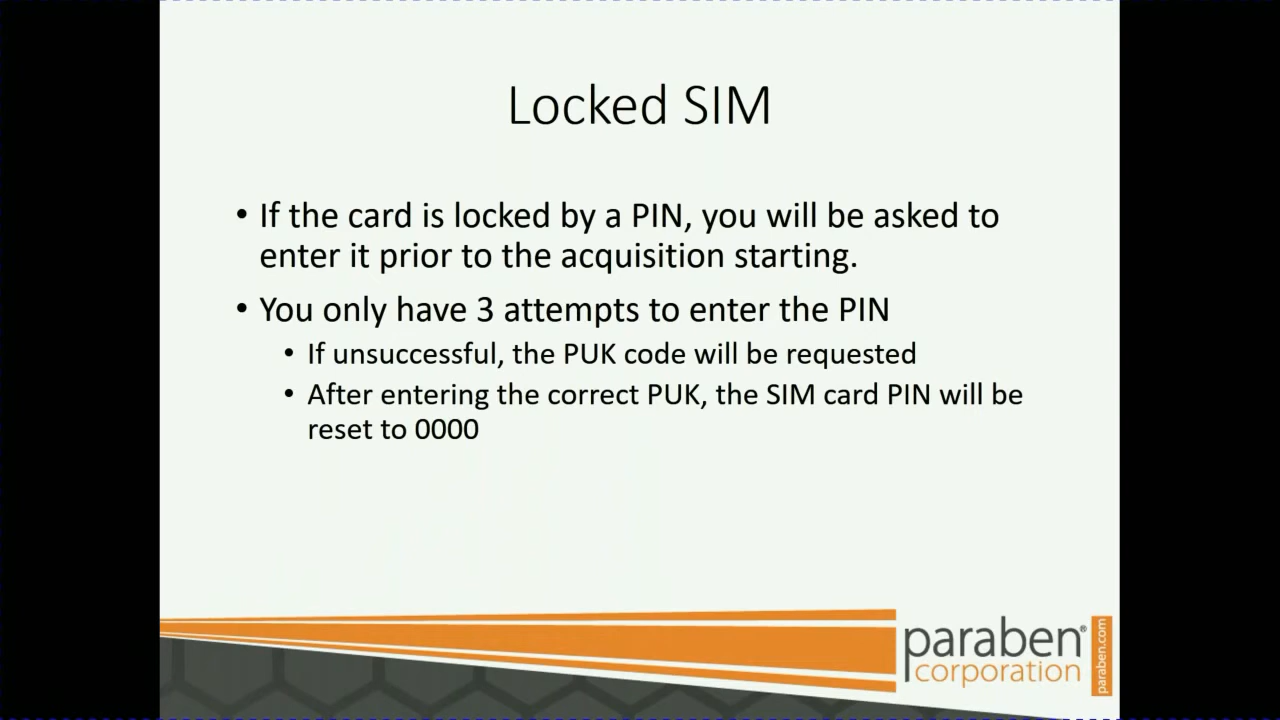 Locked SIM
• If the card is locked by a PIN, you will be asked to
enter it prior to the acquisition starting.
• You only have 3 attempts to enter the PIN
• If unsuccessful, the PUK code will be requested
• After entering the correct PUK, the SIM card PIN will be
reset to 0000
paraben®
corporation
paraben.com